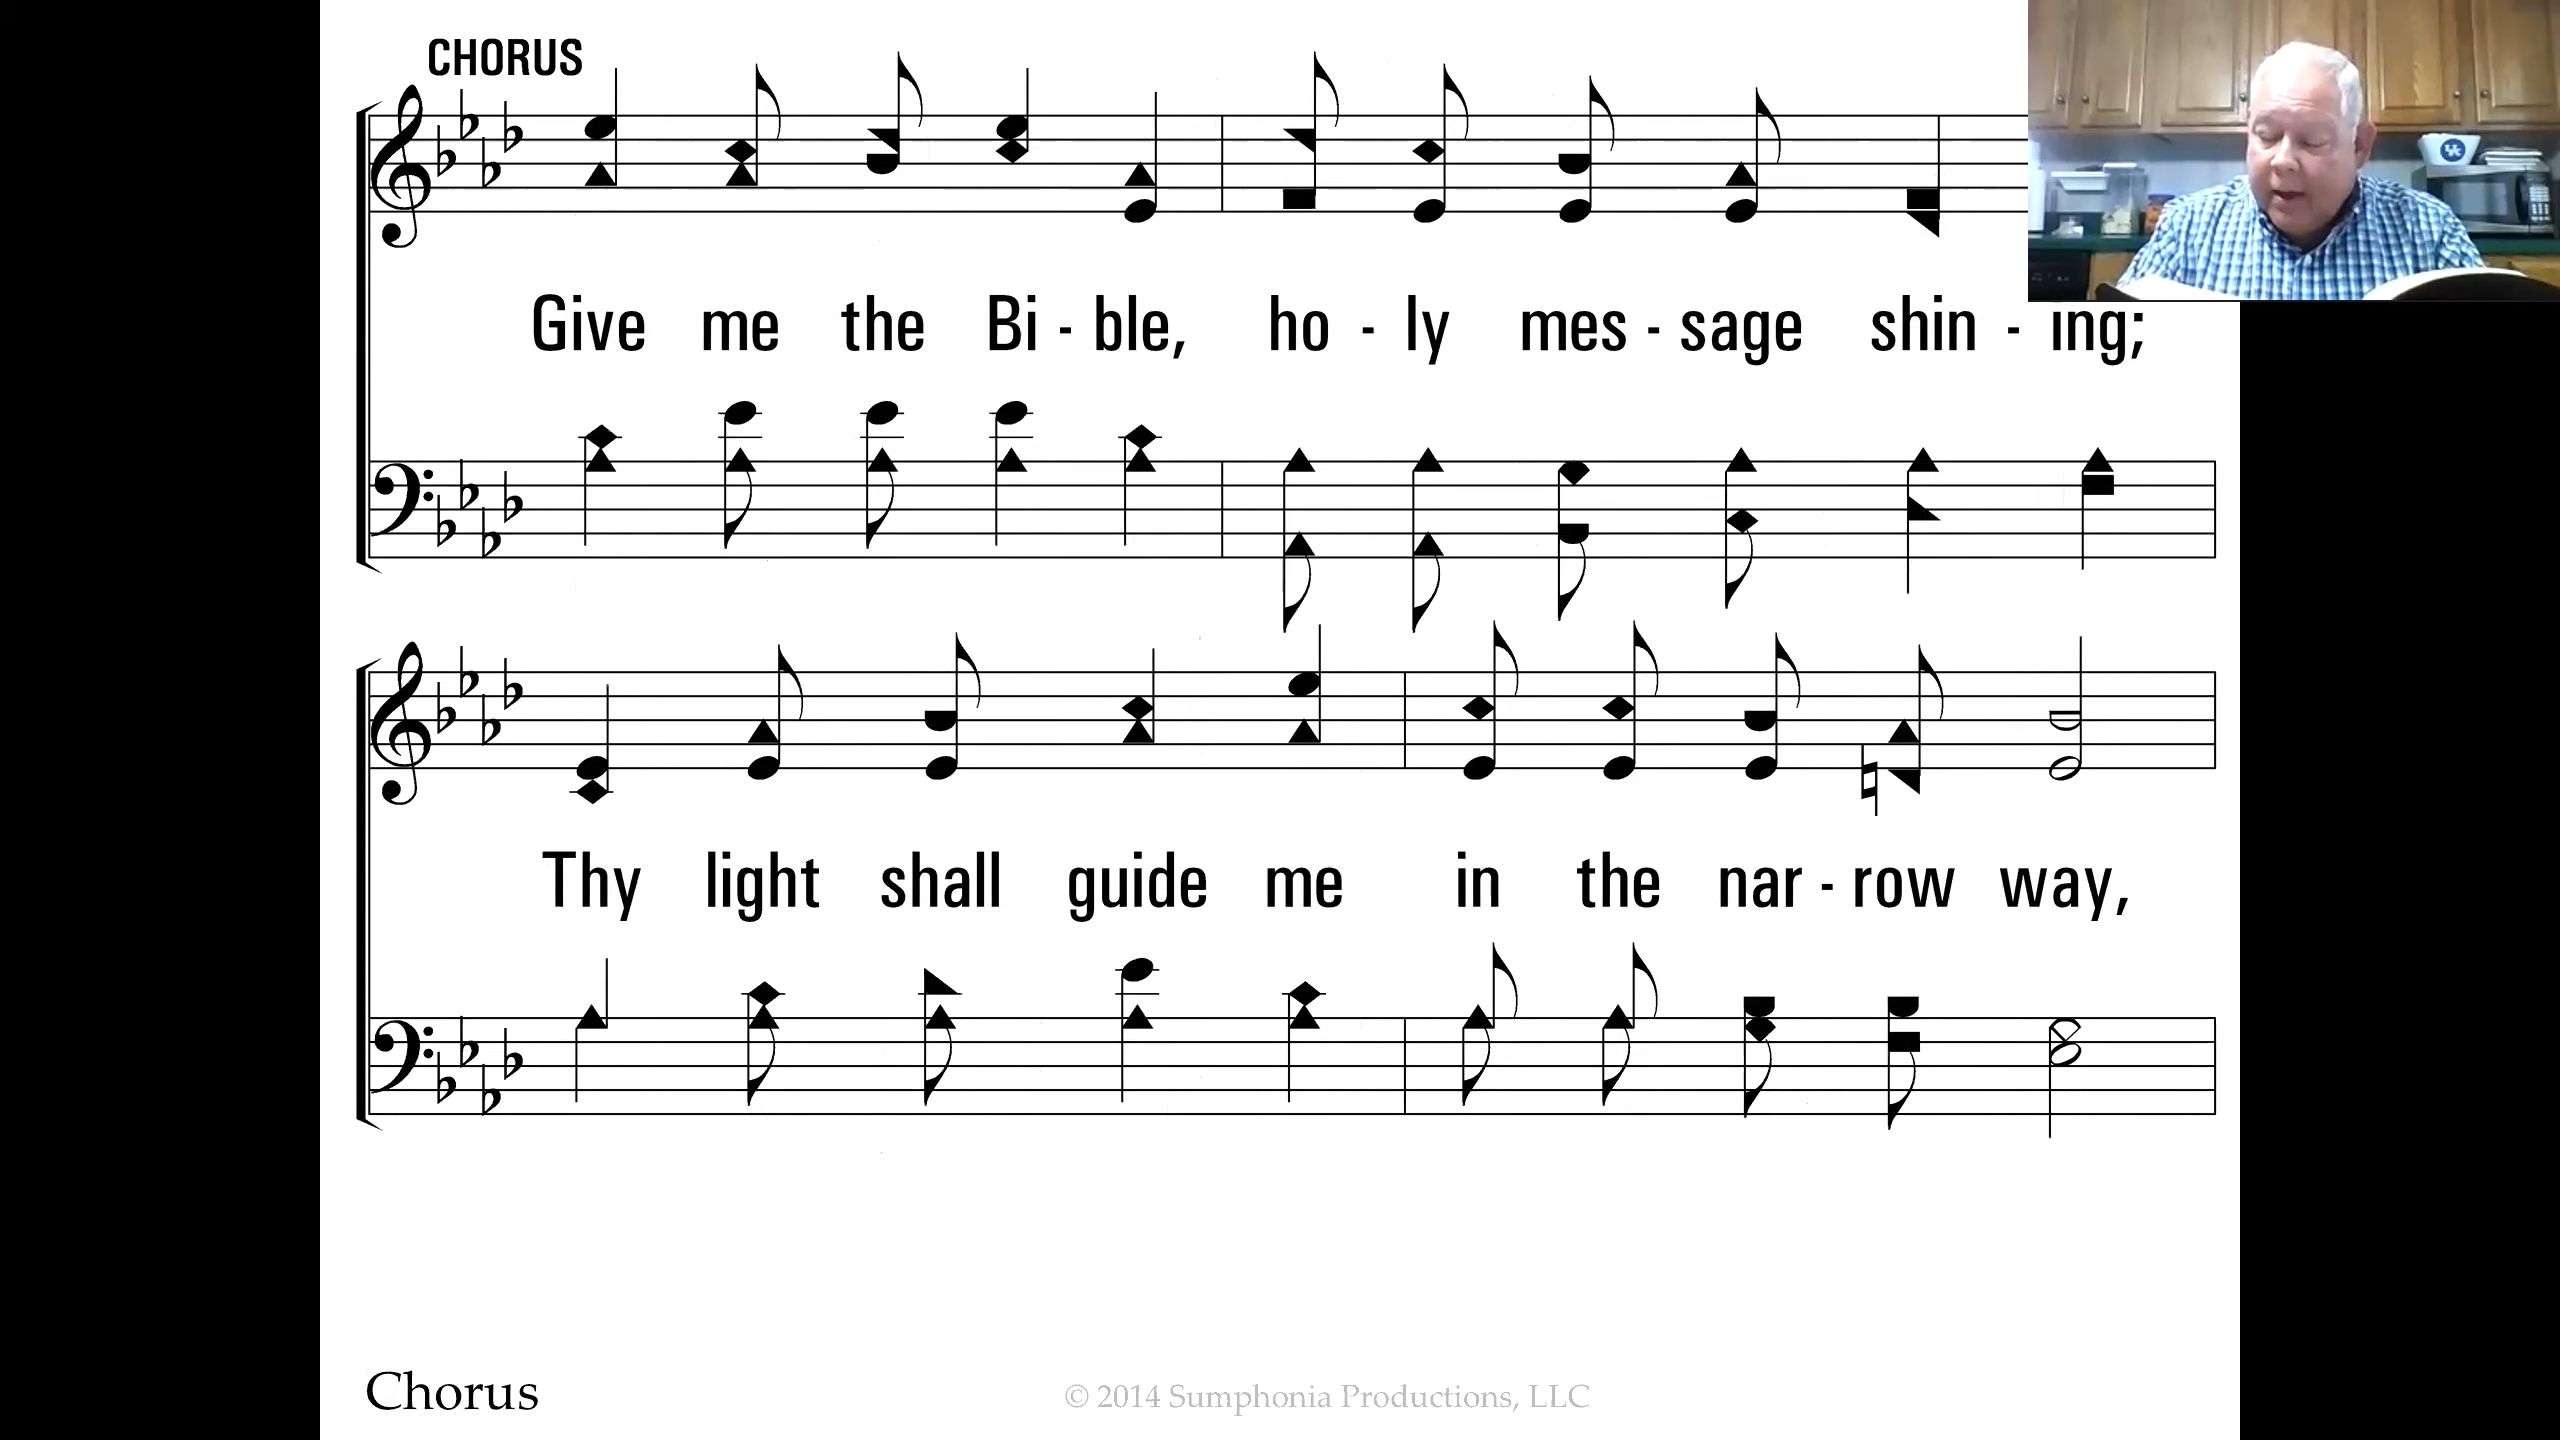 CHORUS
Give me the Bi - ble, ho - ly mes - sage shin - ing;
Thy light shall guide me in the nar - row way,
Chorus
© 2014 Sumphonia Productions, LLC
UK